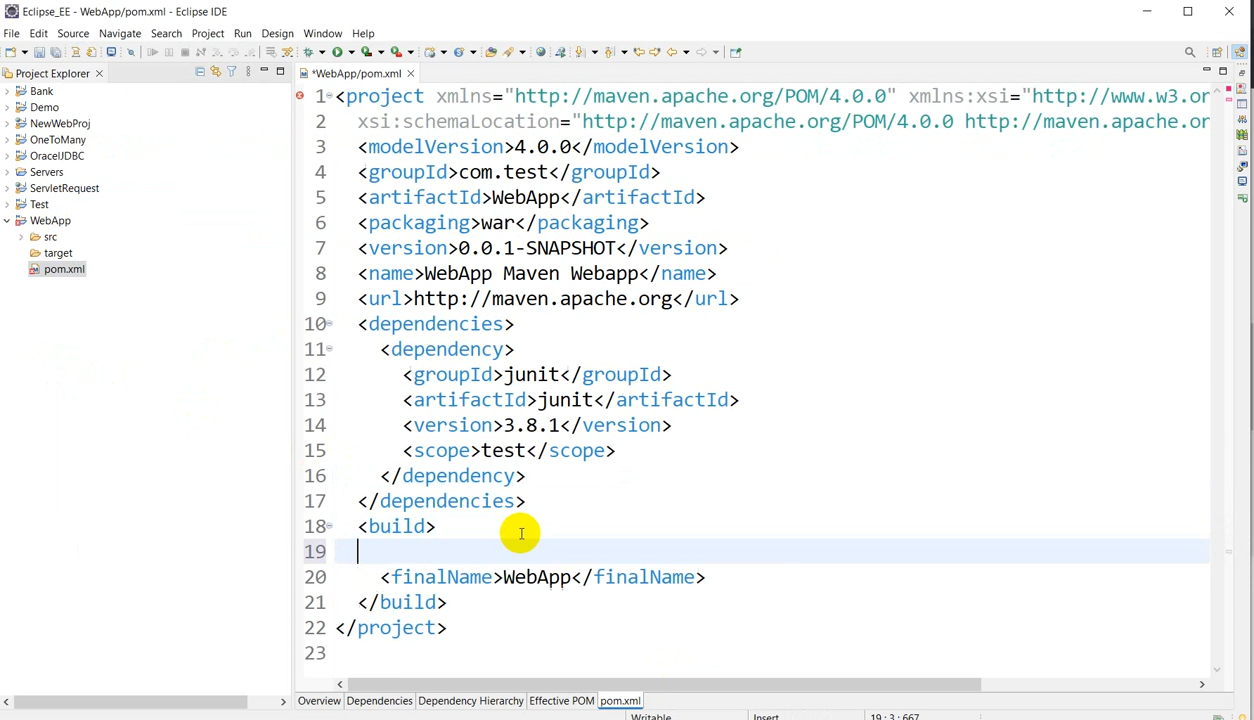 Eclipse_EE - WebApp/pom.xml - Eclipse IDE
File Edit Source Navigate Search Project Run Design Window Help
Project Explorer
*WebApp/pom.xml
Bank
Demo
NewWebProj
OneToMany
OraceIJDBC
Servers
ServletRequest
Test
WebApp
src
target
pom.xml
1 <project xmlns="http://maven.apache.org/POM/4.0.0" xmlns:xsi="http://www.w3.or
2 xsi:schemaLocation="http://maven.apache.org/POM/4.0.0 http://maven.apache.or
3 <modelVersion>4.0.0</modelVersion>
4 <groupId>com.test</groupId>
5 <artifactId>WebApp</artifactId>
6 <packaging>war</packaging>
7 <version>0.0.1-SNAPSHOT</version>
8 <name>WebApp Maven Webapp</name>
9 <url>http://maven.apache.org</url>
10 <dependencies>
11 <dependency>
12 <groupId>junit</groupId>
13 <artifactId>junit</artifactId>
14 <version>3.8.1</version>
15 <scope>test</scope>
16 </dependency>
17 </dependencies>
18 <build>
19
20 <finalName>WebApp</finalName>
21 </build>
22 </project>
23
Overview Dependencies Dependency Hierarchy Effective POM pom.xml
Writable Insert 19 : 3 : 667